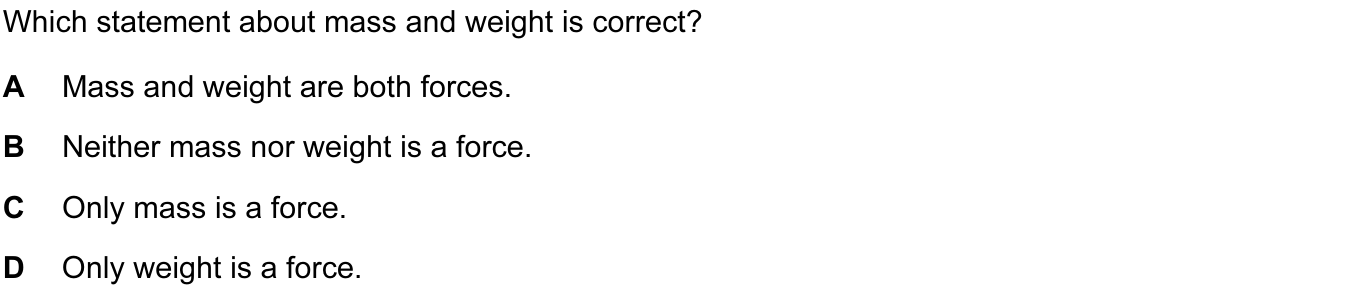 Which statement about mass and weight is correct?
A Mass and weight are both forces.
B Neither mass nor weight is a force.
C Only mass is a force.
D Only weight is a force.